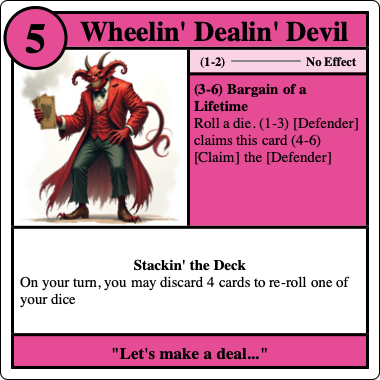 5
Wheelin' Dealin' Devil
(1-2) No Effect
(3-6) Bargain of a
Lifetime
Roll a die. (1-3) [Defender]
claims this card (4-6)
[Claim] the [Defender]
Stackin' the Deck
On your turn, you may discard 4 cards to re-roll one of
your dice
"Let's make a deal..."